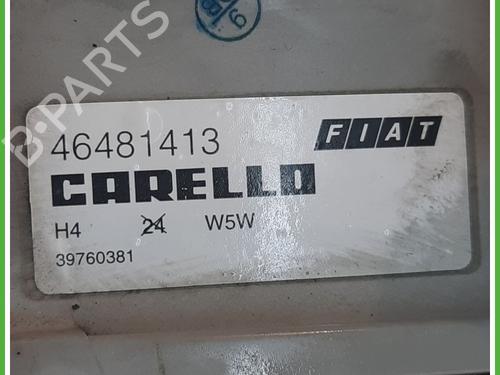 B-PARTS
46481413 FIAT
CARELLO
H4 24 W5W
39760381